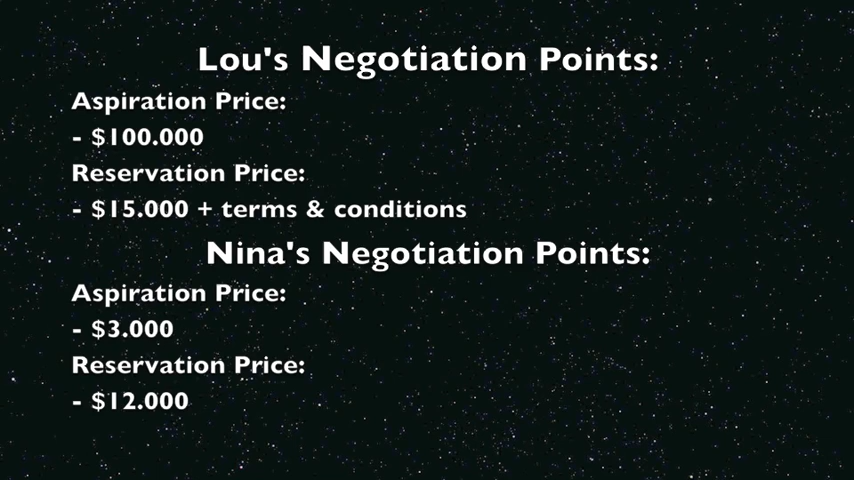 Lou's Negotiation Points:
Aspiration Price:
- $100.000
Reservation Price:
- $15.000 + terms & conditions
Nina's Negotiation Points:
Aspiration Price:
- $3.000
Reservation Price:
- $12.000